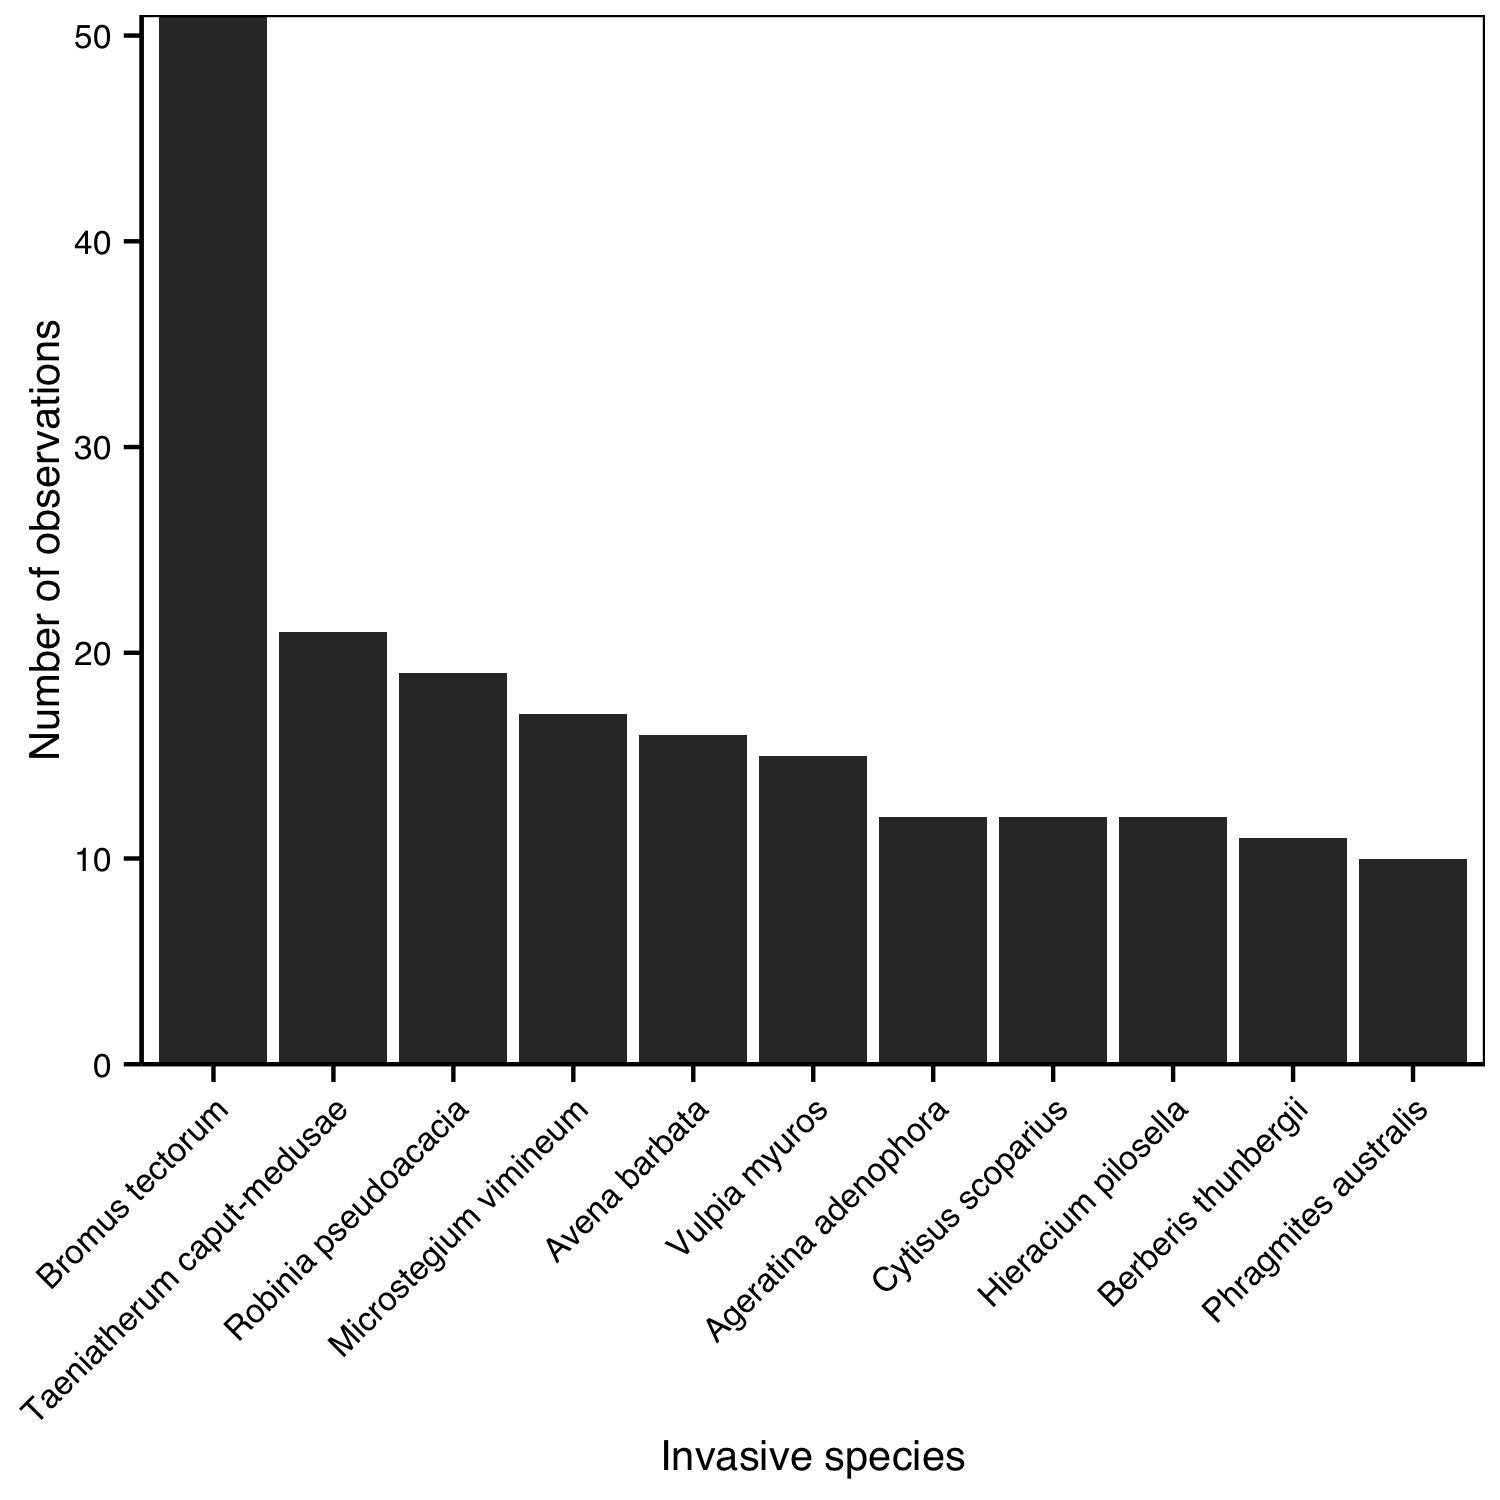 Number of observations
50
40
30
20
10
0
Bromus tectorum
Taeniatherum caput-medusae
Robinia pseudoacacia
Microstegium vimineum
Avena barbata
Vulpia myuros
Ageratina adenophora
Cytisus scoparius
Hieracium pilosella
Berberis thunbergii
Phragmites australis
Invasive species